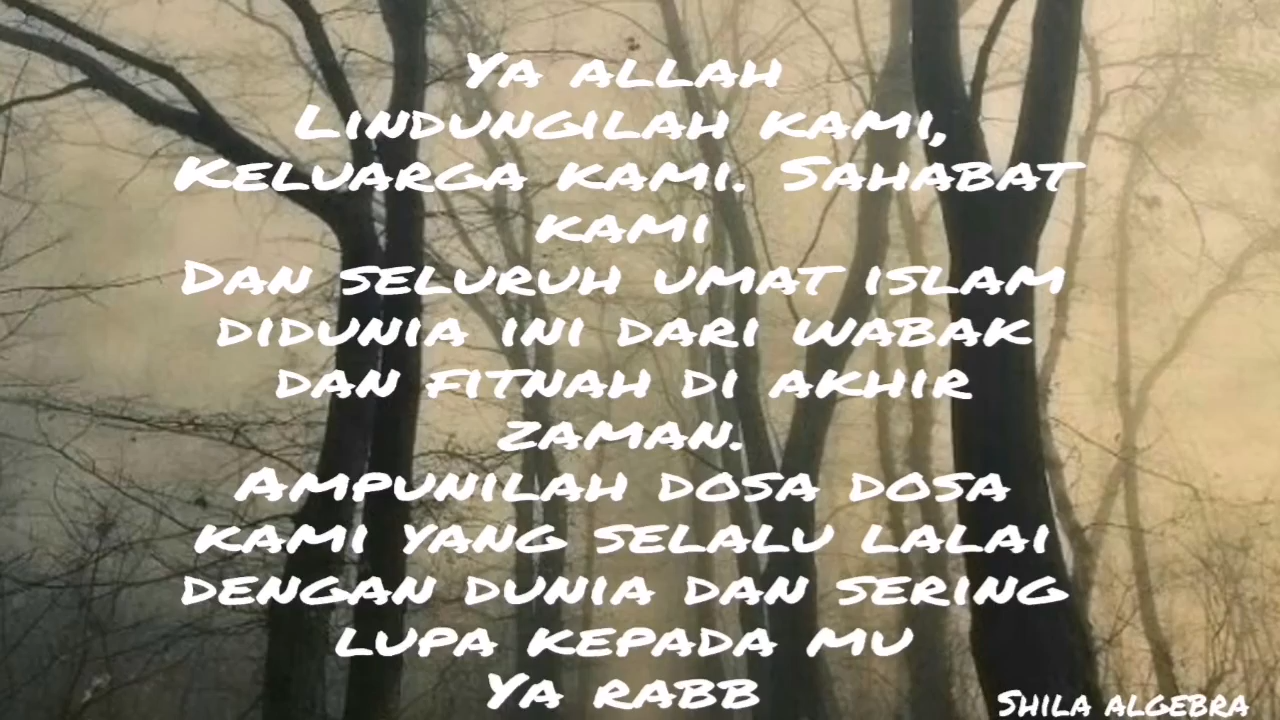 Ya allah
Lindungilah kami,
Keluarga kami. Sahabat
kami
Dan seluruh umat islam
didunia ini dari wabak
dan fitnah di akhir
zaman.
Ampunilah dosa dosa
kami yang selalu lalai
dengan dunia dan sering
lupa kepada mu
Ya rabb
Shila algebra